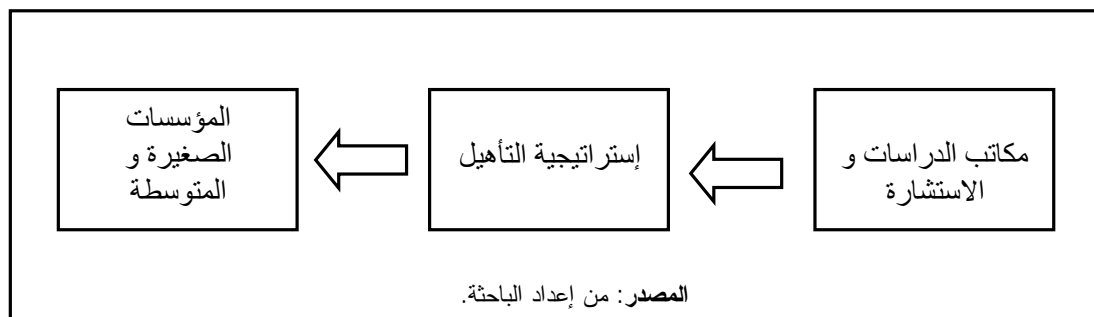 مكاتب الدراسات و
الاستشارة
إستراتيجية التأهيل
المؤسسات
الصغيرة و
المتوسطة
المصدر: من إعداد الباحثة.